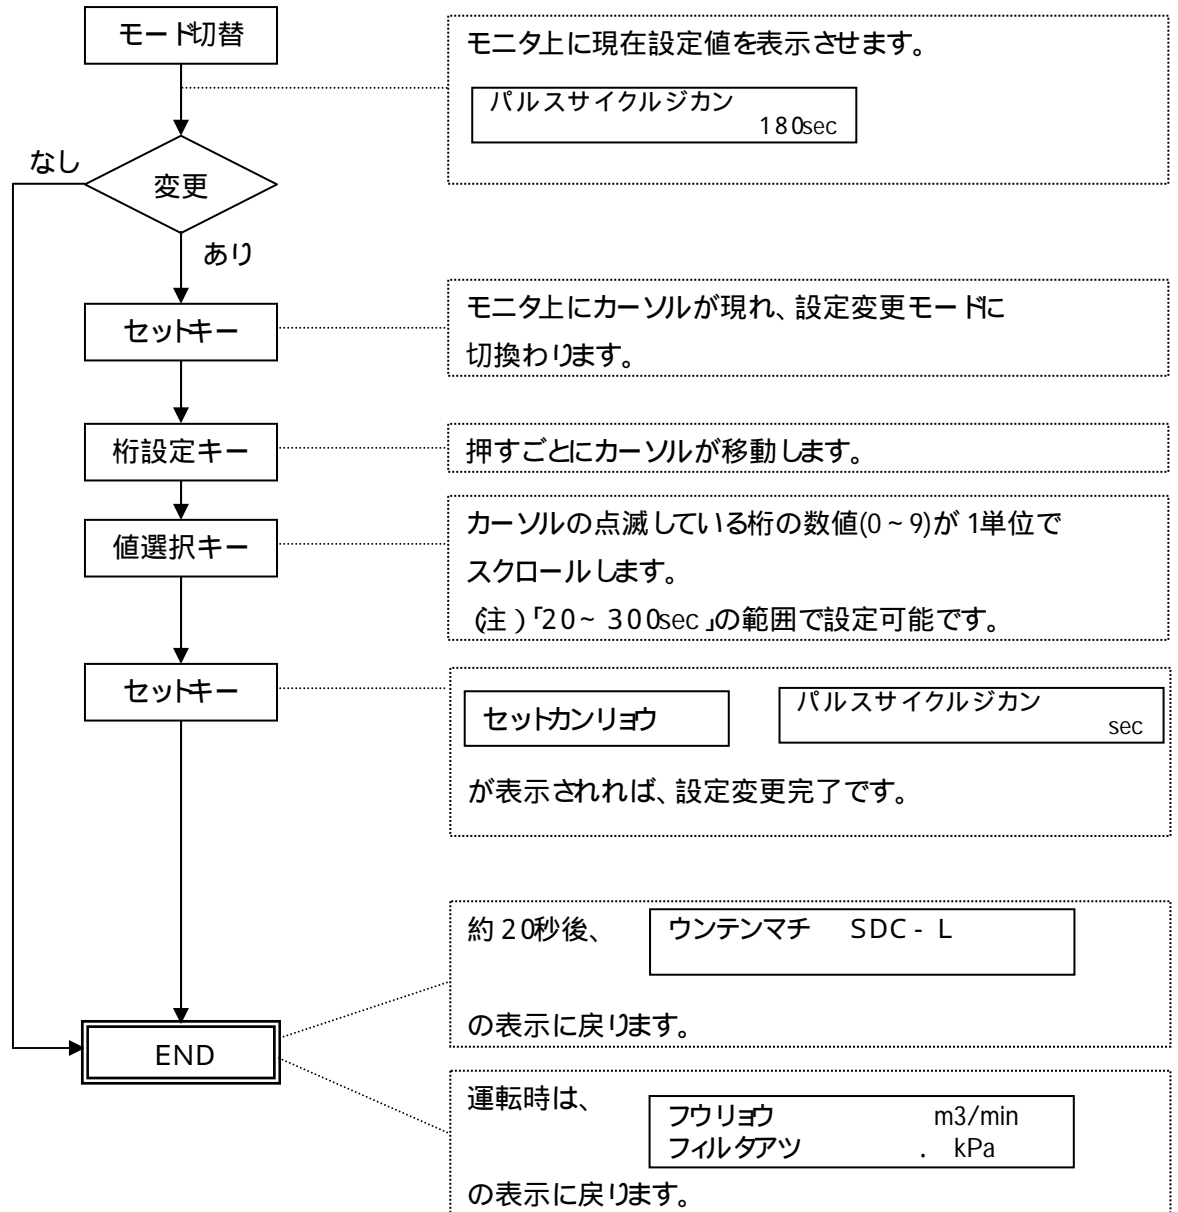 モード切替
モニタ上に現在設定値を表示させます。
パルスサイクルジカン
180sec
なし
変更
あり
セットキー
モニタ上にカーソルが現れ、設定変更モードに
切換わります。
桁設定キー
押すごとにカーソルが移動します。
値選択キー
カーソルの点滅している桁の数値(0~9)が1単位で
スクロールします。
(注)「20~300sec」の範囲で設定可能です。
セットキー
セットカンリョウ
パルスサイクルジカン
sec
が表示されれば、設定変更完了です。
約20秒後、
ウンテンマチ SDC-L
の表示に戻ります。
END
運転時は、
フウリョウ m3/min
フィルタアツ . kPa
の表示に戻ります。